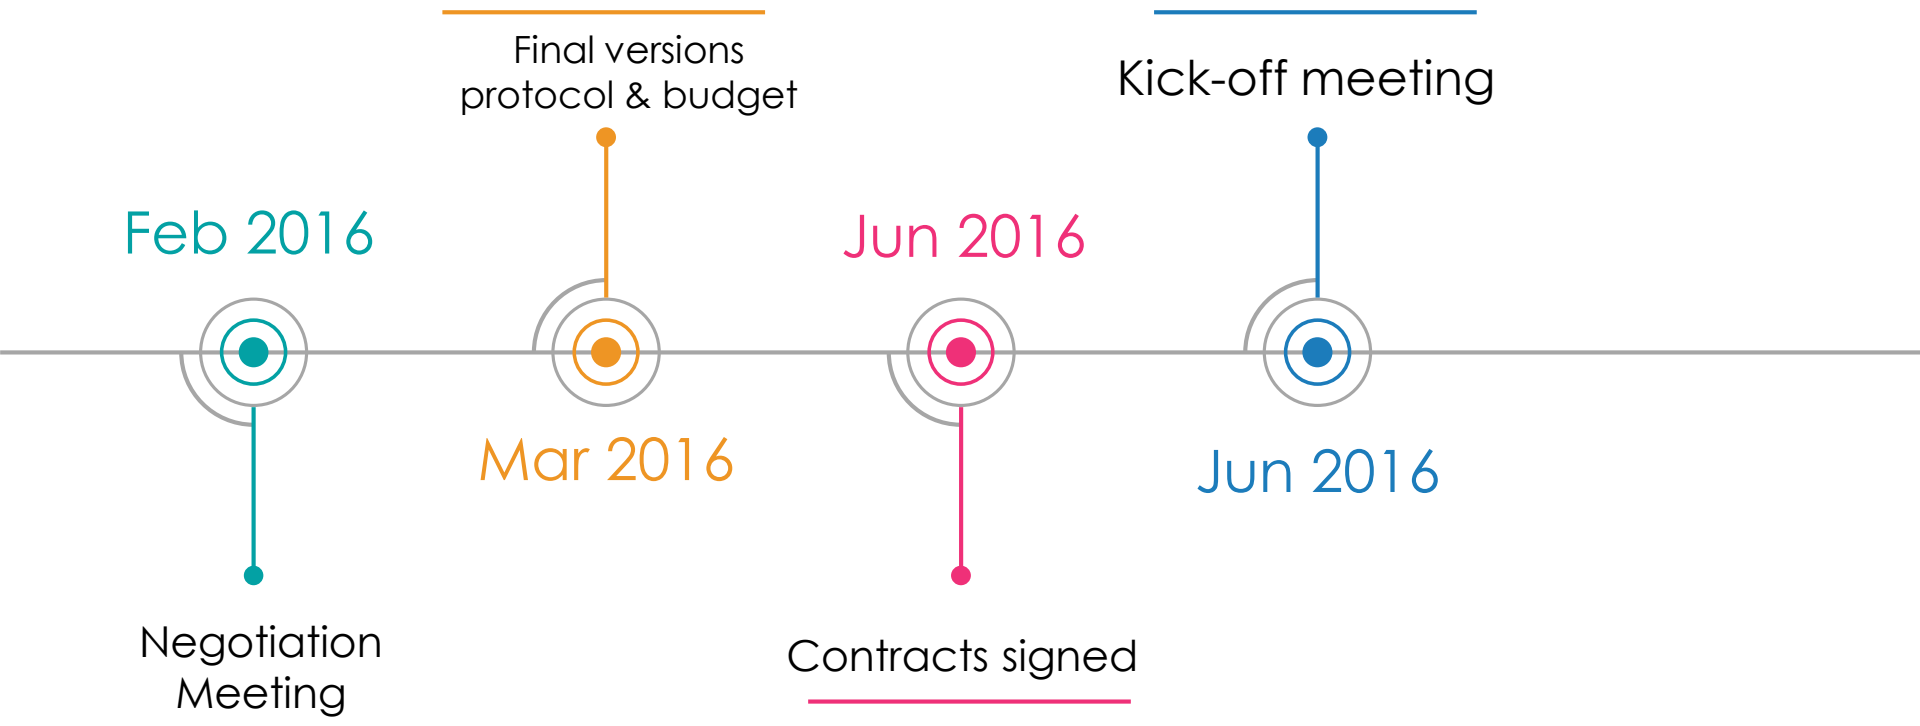 Final versions
protocol & budget
Kick-off meeting
Feb 2016
Jun 2016
Mar 2016
Jun 2016
Negotiation
Meeting
Contracts signed